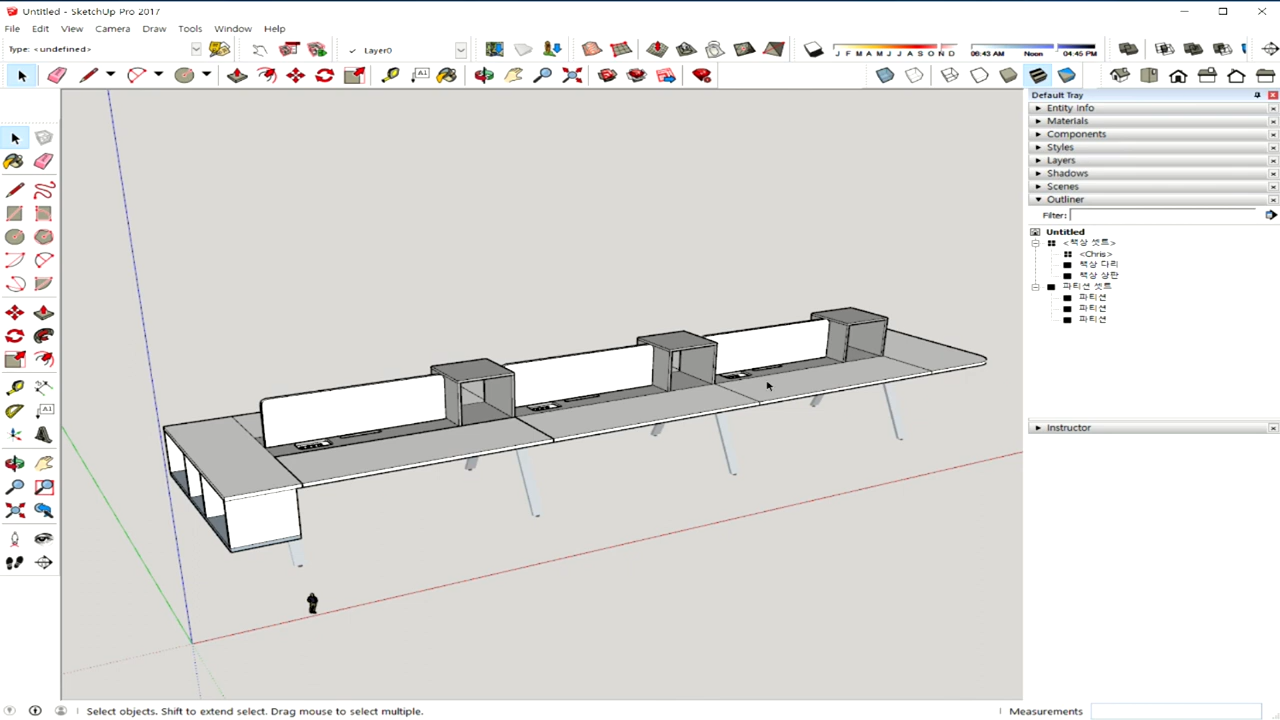 Untitled - SketchUp Pro 2017
File Edit View Camera Draw Tools Window Help
Type: <undefined>
Layer0
J F M A M J J A S O N D
06:43 AM Noon 04:45 PM
A1
Default Tray
Entity Info
Materials
Components
Styles
Layers
Shadows
Scenes
Outliner
Filter:
Untitled
<책상 셋트>
<Chris>
책상 다리
책상 상판
파티션 셋트
파티션
파티션
파티션
Instructor
A1
Select objects. Shift to extend select. Drag mouse to select multiple.
Measurements